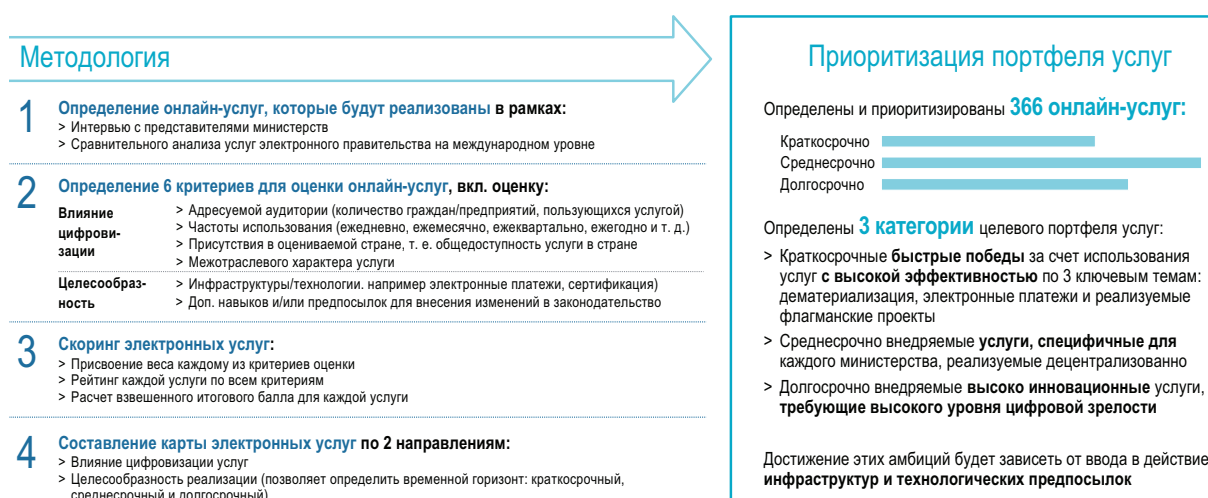 Методология
1
Определение онлайн-услуг, которые будут реализованы в рамках:
> Интервью с представителями министерств
> Сравнительного анализа услуг электронного правительства на международном уровне
2
Определение 6 критериев для оценки онлайн-услуг, вкл. оценку:
Влияние
цифрови-
зации
> Адресуемой аудитории (количество граждан/предприятий, пользующихся услугой)
> Частоты использования (ежедневно, ежемесячно, ежеквартально, ежегодно и т. д.)
> Присутствия в оцениваемой стране, т. е. общедоступность услуги в стране
> Межотраслевого характера услуги
Целесообраз-
ность
> Инфраструктуры/технологии. например электронные платежи, сертификация)
> Доп. навыков и/или предпосылок для внесения изменений в законодательство
3
Скоринг электронных услуг:
> Присвоение веса каждому из критериев оценки
> Рейтинг каждой услуги по всем критериям
> Расчет взвешенного итогового балла для каждой услуги
4
Составление карты электронных услуг по 2 направлениям:
> Влияние цифровизации услуг
> Целесообразность реализации (позволяет определить временной горизонт: краткосрочный,
среднесрочный и долгосрочный)
Приоритизация портфеля услуг
Определены и приоритизированы 366 онлайн-услуг:
Краткосрочно
Среднесрочно
Долгосрочно
Определены 3 категории целевого портфеля услуг:
> Краткосрочные быстрые победы за счет использования
услуг с высокой эффективностью по 3 ключевым темам:
дематериализация, электронные платежи и реализуемые
флагманские проекты
> Среднесрочно внедряемые услуги, специфичные для
каждого министерства, реализуемые децентрализованно
> Долгосрочно внедряемые высоко инновационные услуги,
требующие высокого уровня цифровой зрелости
Достижение этих амбиций будет зависеть от ввода в действие
инфраструктур и технологических предпосылок